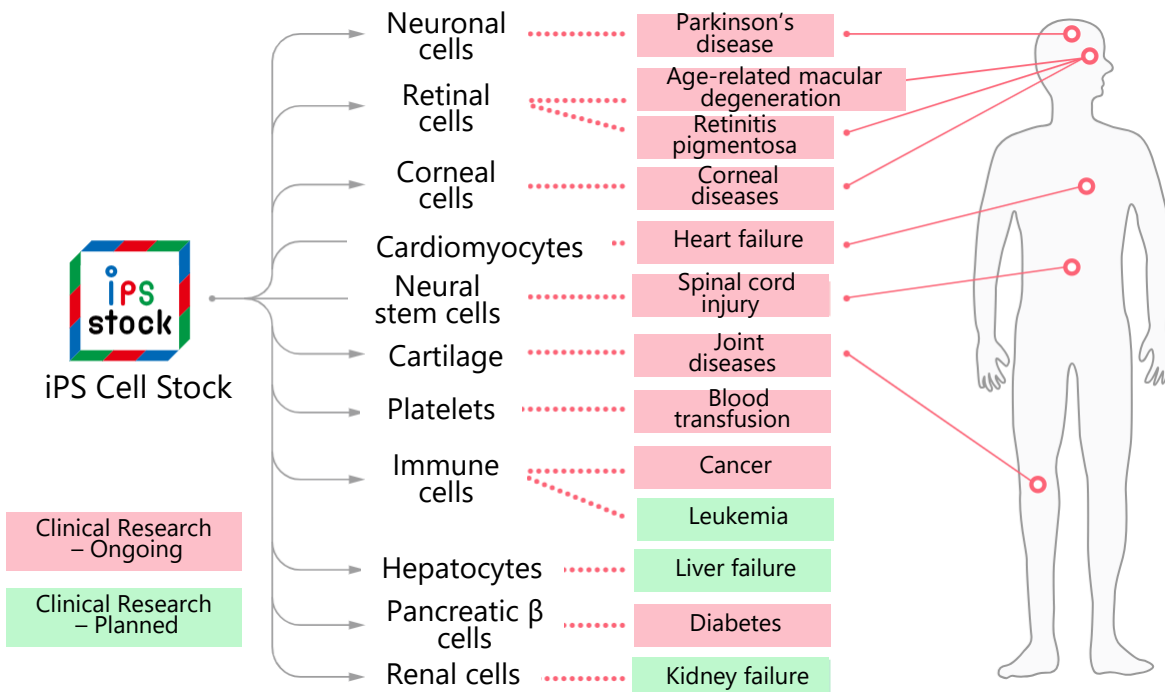 Neuronal
cells
Parkinson's
disease
Retinal
cells
Age-related macular
degeneration
Retinitis
pigmentosa
Corneal
cells
Corneal
diseases
Cardiomyocytes
Heart failure
Neural
stem cells
Spinal cord
injury
iPS
stock
iPS Cell Stock
Cartilage
Joint
diseases
Platelets
Blood
transfusion
Immune
cells
Cancer
Leukemia
Clinical Research
– Ongoing
Hepatocytes
Liver failure
Clinical Research
– Planned
Pancreatic β
cells
Diabetes
Renal cells
Kidney failure